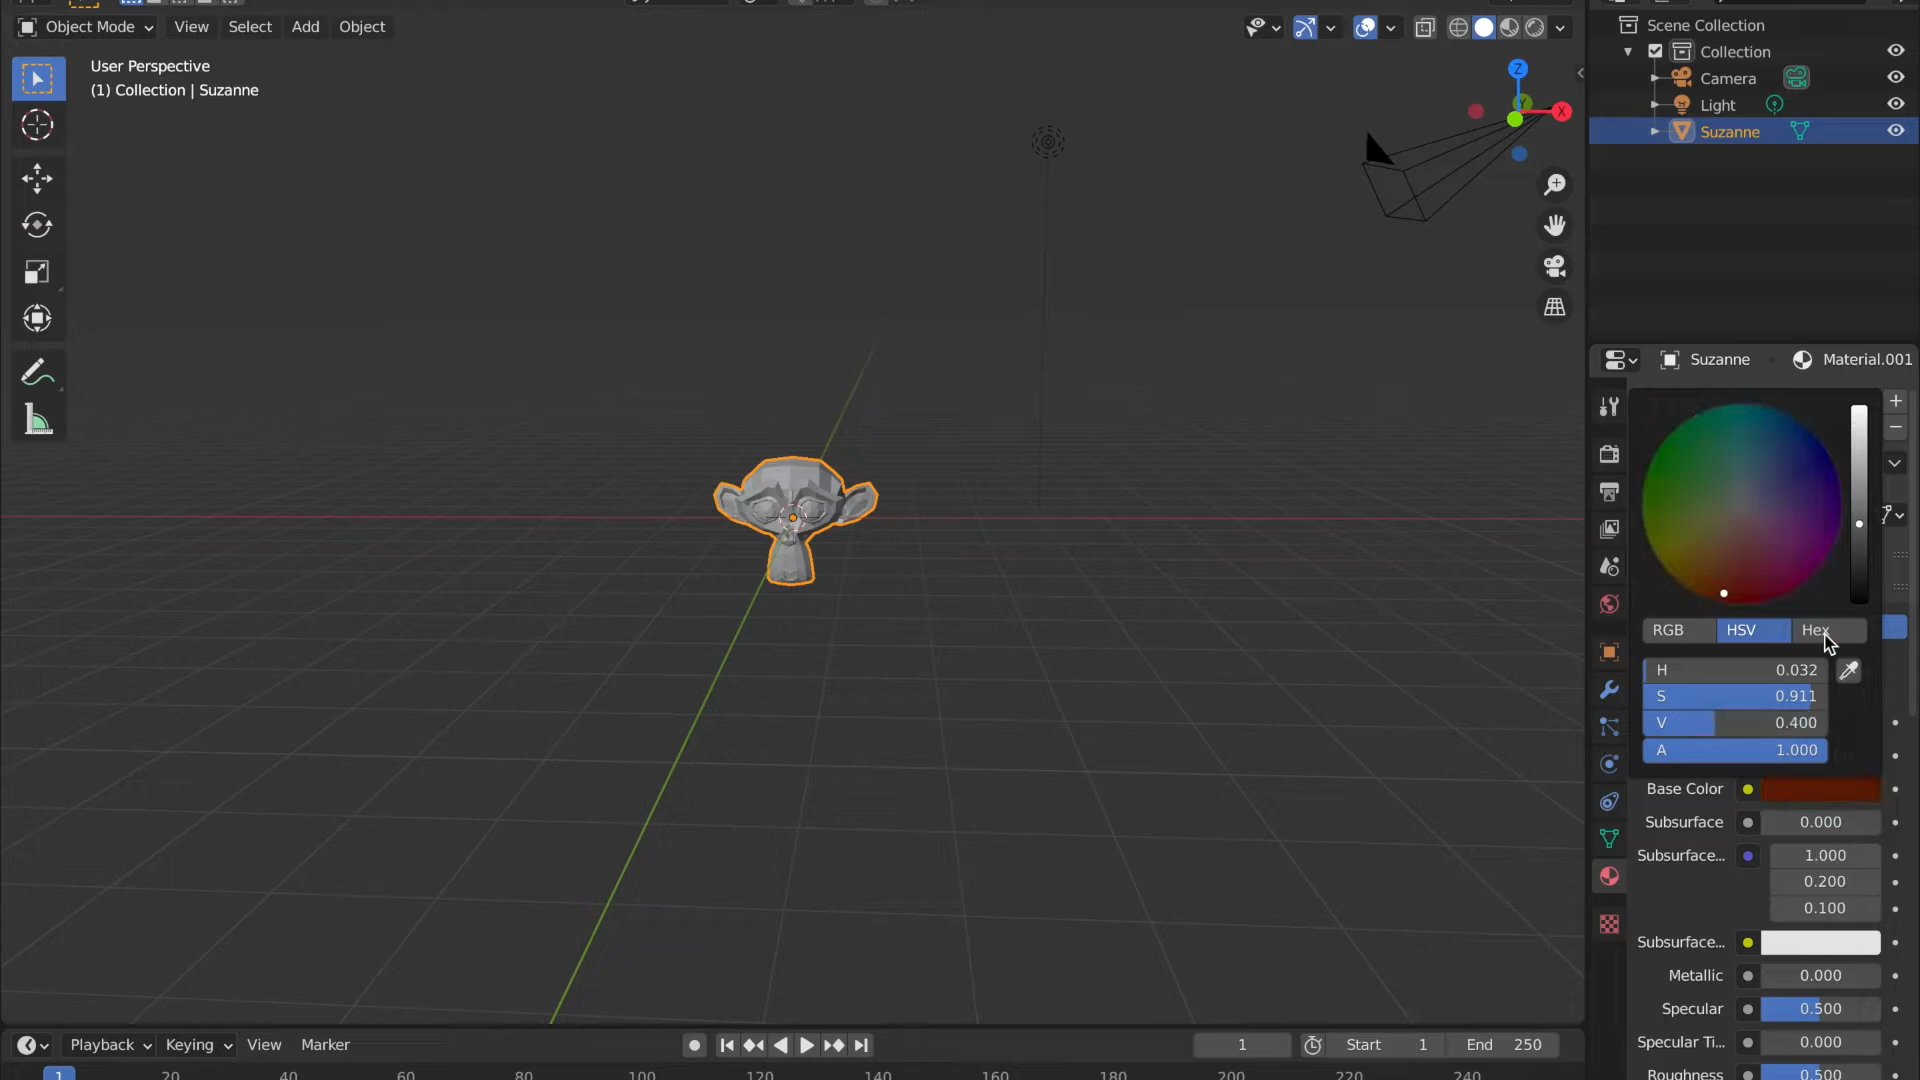 Object Mode View Select Add Object
User Perspective
(1) Collection | Suzanne
Z
Y
X
Scene Collection
Collection
Camera
Light
Suzanne
Suzanne Material.001
RGB HSV Hex
H 0.032
S 0.911
V 0.400
A 1.000
Base Color
Subsurface 0.000
Subsurface... 1.000
0.200
0.100
Subsurface...
Metallic 0.000
Specular 0.500
Specular Ti... 0.000
Roughness 0.500
Playback Keying View Marker 1 Start 1 End 250
1 20 40 60 80 100 120 140 160 180 200 220 240